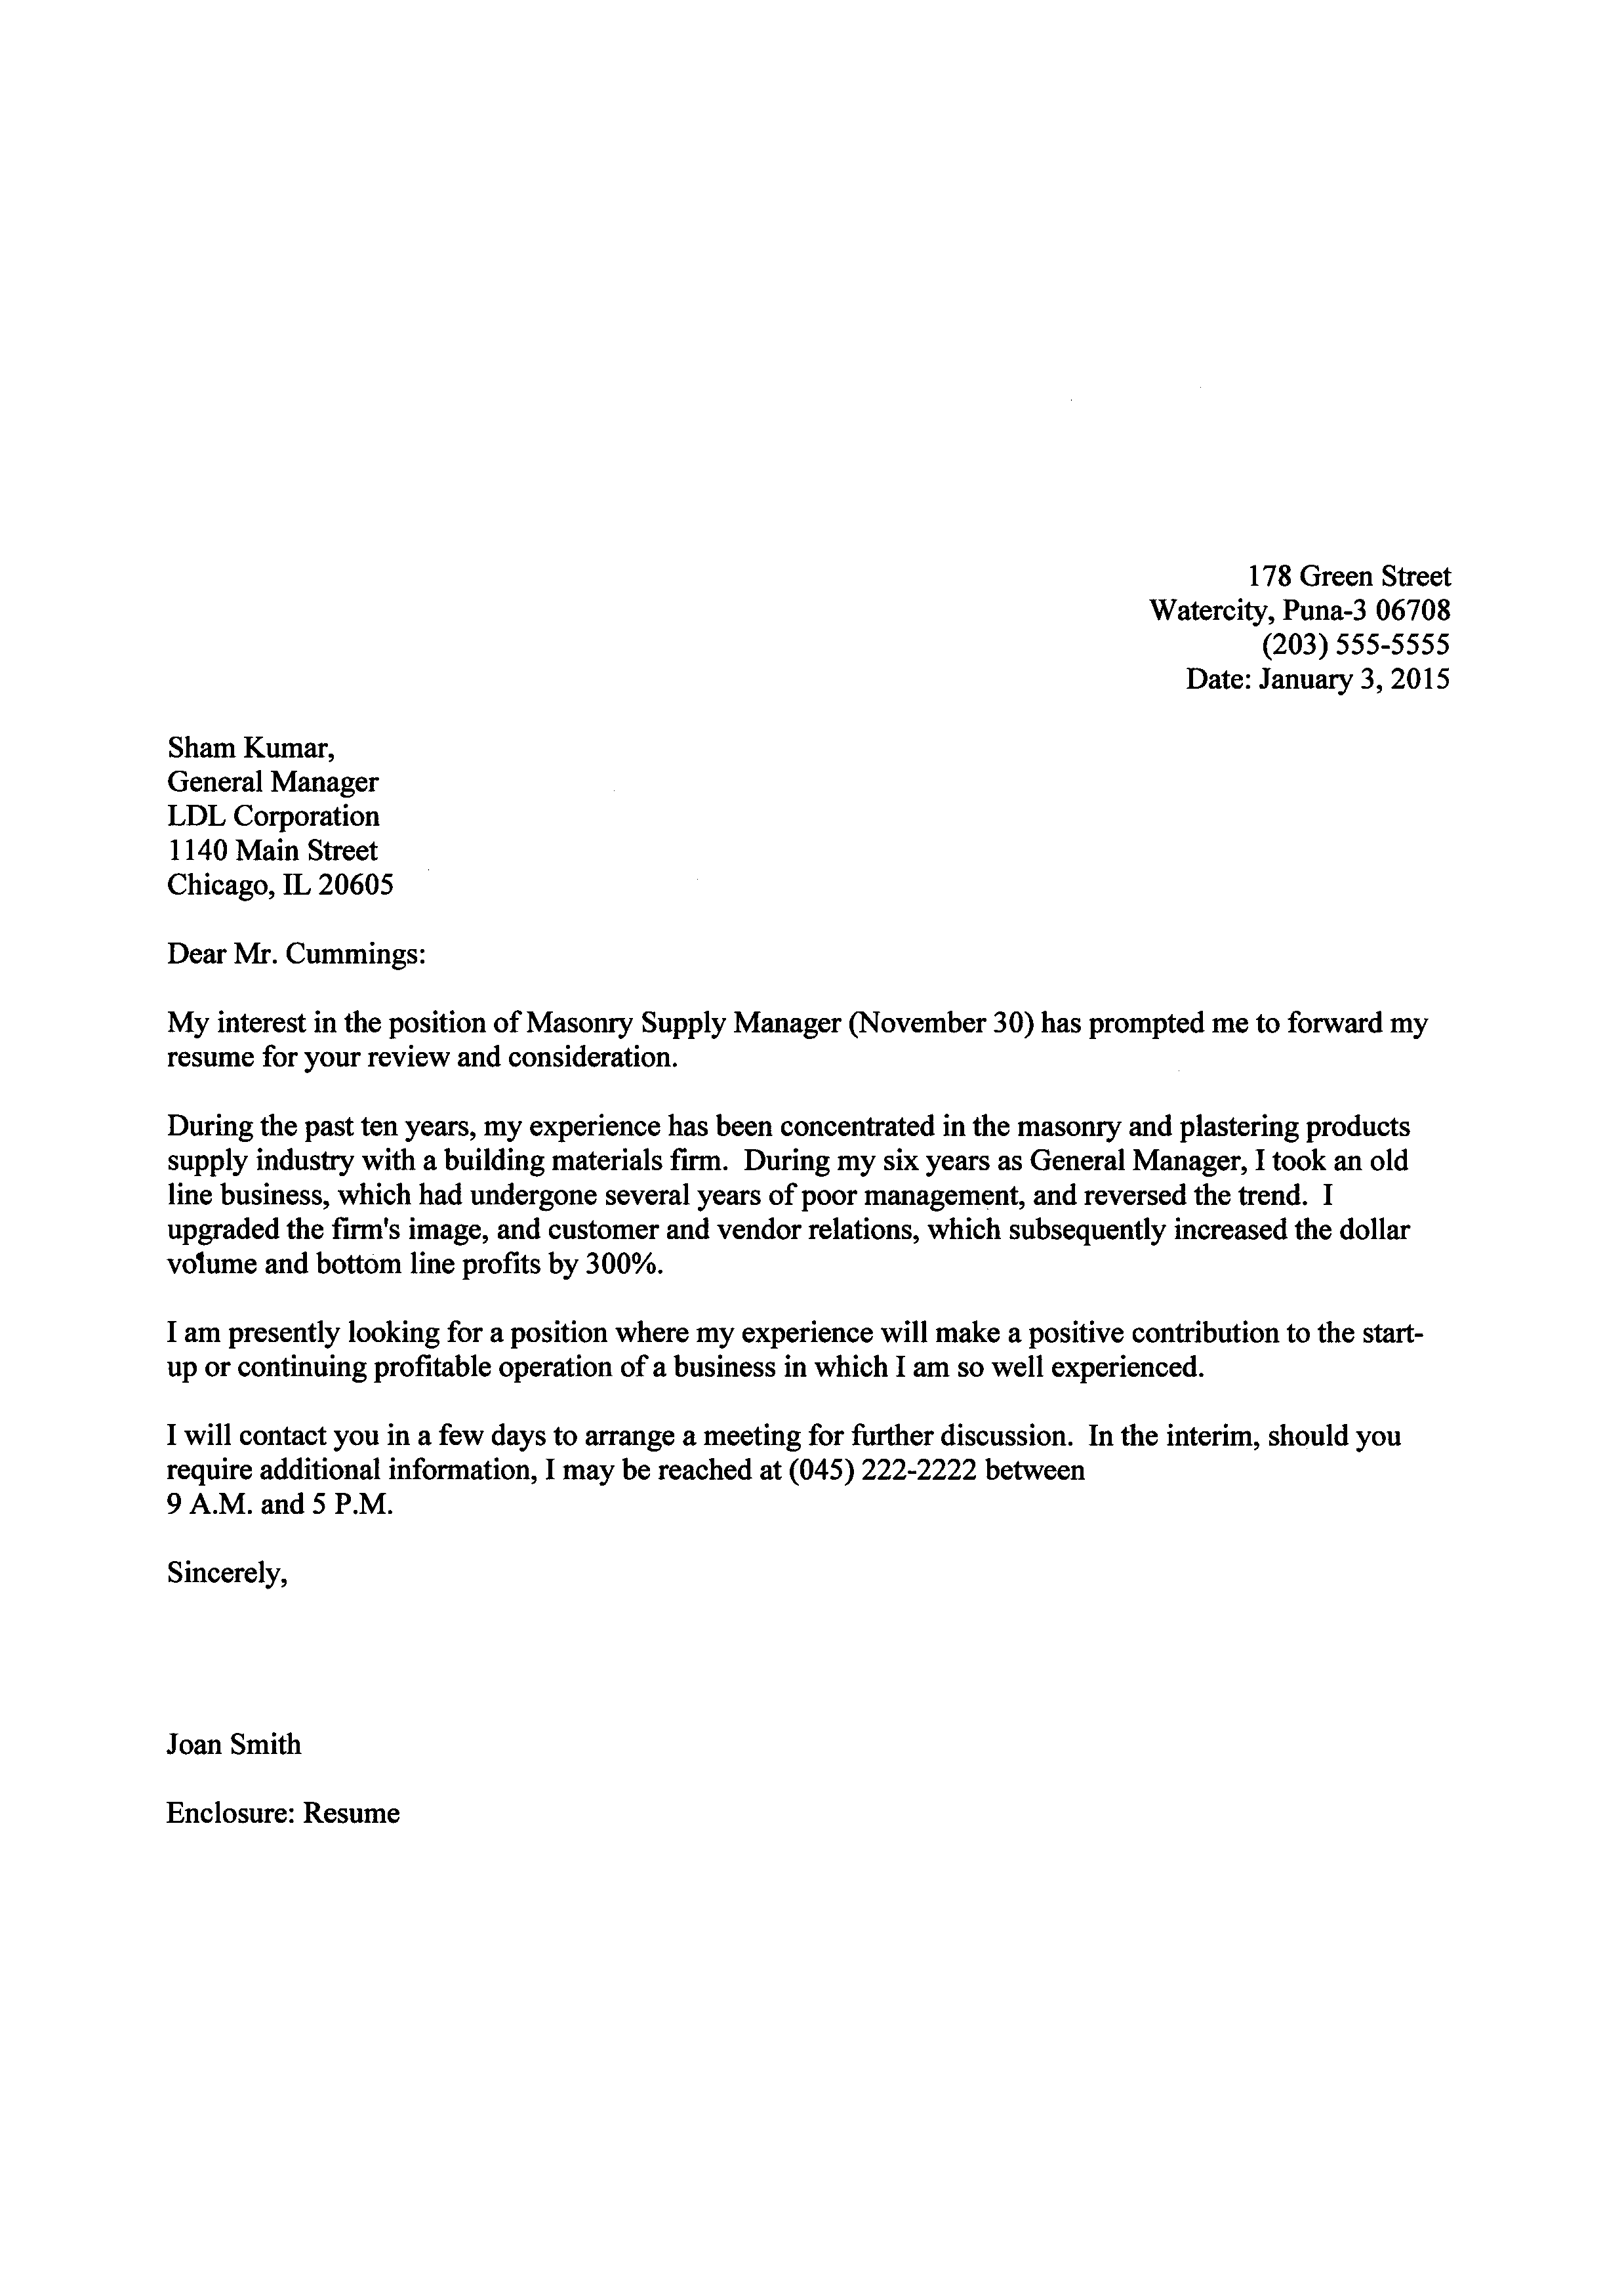 178 Green Street
Watercity, Puna-3 06708
(203) 555-5555
Date: January 3, 2015
Sham Kumar,
General Manager
LDL Corporation
1140 Main Street
Chicago, IL 20605
Dear Mr. Cummings:
My interest in the position of Masonry Supply Manager (November 30) has prompted me to forward my
resume for your review and consideration.
During the past ten years, my experience has been concentrated in the masonry and plastering products
supply industry with a building materials firm.  During my six years as General Manager, I took an old
line business, which had undergone several years of poor management, and reversed the trend.  I
upgraded the firm's image, and customer and vendor relations, which subsequently increased the dollar
volume and bottom line profits by 300%.
I am presently looking for a position where my experience will make a positive contribution to the start-
up or continuing profitable operation of a business in which I am so well experienced.
I will contact you in a few days to arrange a meeting for further discussion.  In the interim, should you
require additional information, I may be reached at (045) 222-2222 between
9 A.M. and 5 P.M.
Sincerely,
Joan Smith
Enclosure: Resume